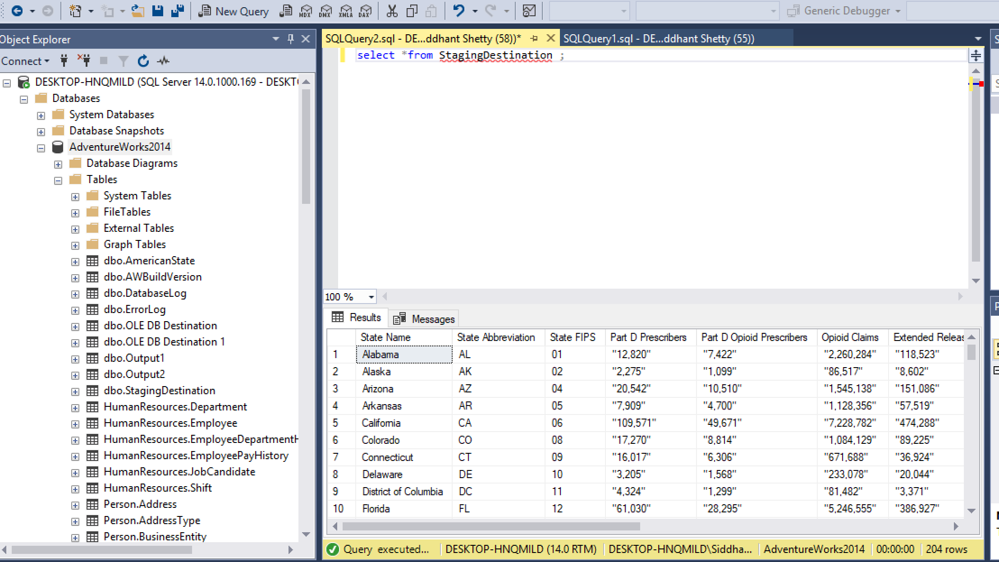 New Query MDX DMX XMLA DAX Generic Debugger
Object Explorer
Connect
DESKTOP-HNQMILD (SQL Server 14.0.1000.169 - DESKT
Databases
System Databases
Database Snapshots
AdventureWorks2014
Database Diagrams
Tables
System Tables
FileTables
External Tables
Graph Tables
dbo.AmericanState
dbo.AWBuildVersion
dbo.DatabaseLog
dbo.ErrorLog
dbo.OLE DB Destination
dbo.OLE DB Destination 1
dbo.Output1
dbo.Output2
dbo.StagingDestination
HumanResources.Department
HumanResources.Employee
HumanResources.EmployeeDepartmentH
HumanResources.EmployeePayHistory
HumanResources.JobCandidate
HumanResources.Shift
Person.Address
Person.AddressType
Person.BusinessEntity
SQLQuery2.sql - DE...ddhant Shetty (58))* SQLQuery1.sql - DE...ddhant Shetty (55))
select *from StagingDestination ;
100 %
Results Messages
State Name State Abbreviation State FIPS Part D Prescribers Part D Opioid Prescribers Opioid Claims Extended Releas
1 Alabama AL 01 "12,820" "7,422" "2,260,284" "118,523"
2 Alaska AK 02 "2,275" "1,099" "86,517" "8,602"
3 Arizona AZ 04 "20,542" "10,510" "1,545,138" "151,086"
4 Arkansas AR 05 "7,909" "4,700" "1,128,356" "57,519"
5 California CA 06 "109,571" "49,671" "7,228,782" "474,288"
6 Colorado CO 08 "17,270" "8,814" "1,084,129" "89,225"
7 Connecticut CT 09 "16,017" "6,306" "671,688" "36,924"
8 Delaware DE 10 "3,205" "1,568" "233,078" "20,044"
9 District of Columbia DC 11 "4,324" "1,299" "81,482" "3,371"
10 Florida FL 12 "61,030" "28,295" "5,246,555" "386,927"
Query executed... DESKTOP-HNQMILD (14.0 RTM) DESKTOP-HNQMILD\Siddha... AdventureWorks2014 00:00:00 204 rows